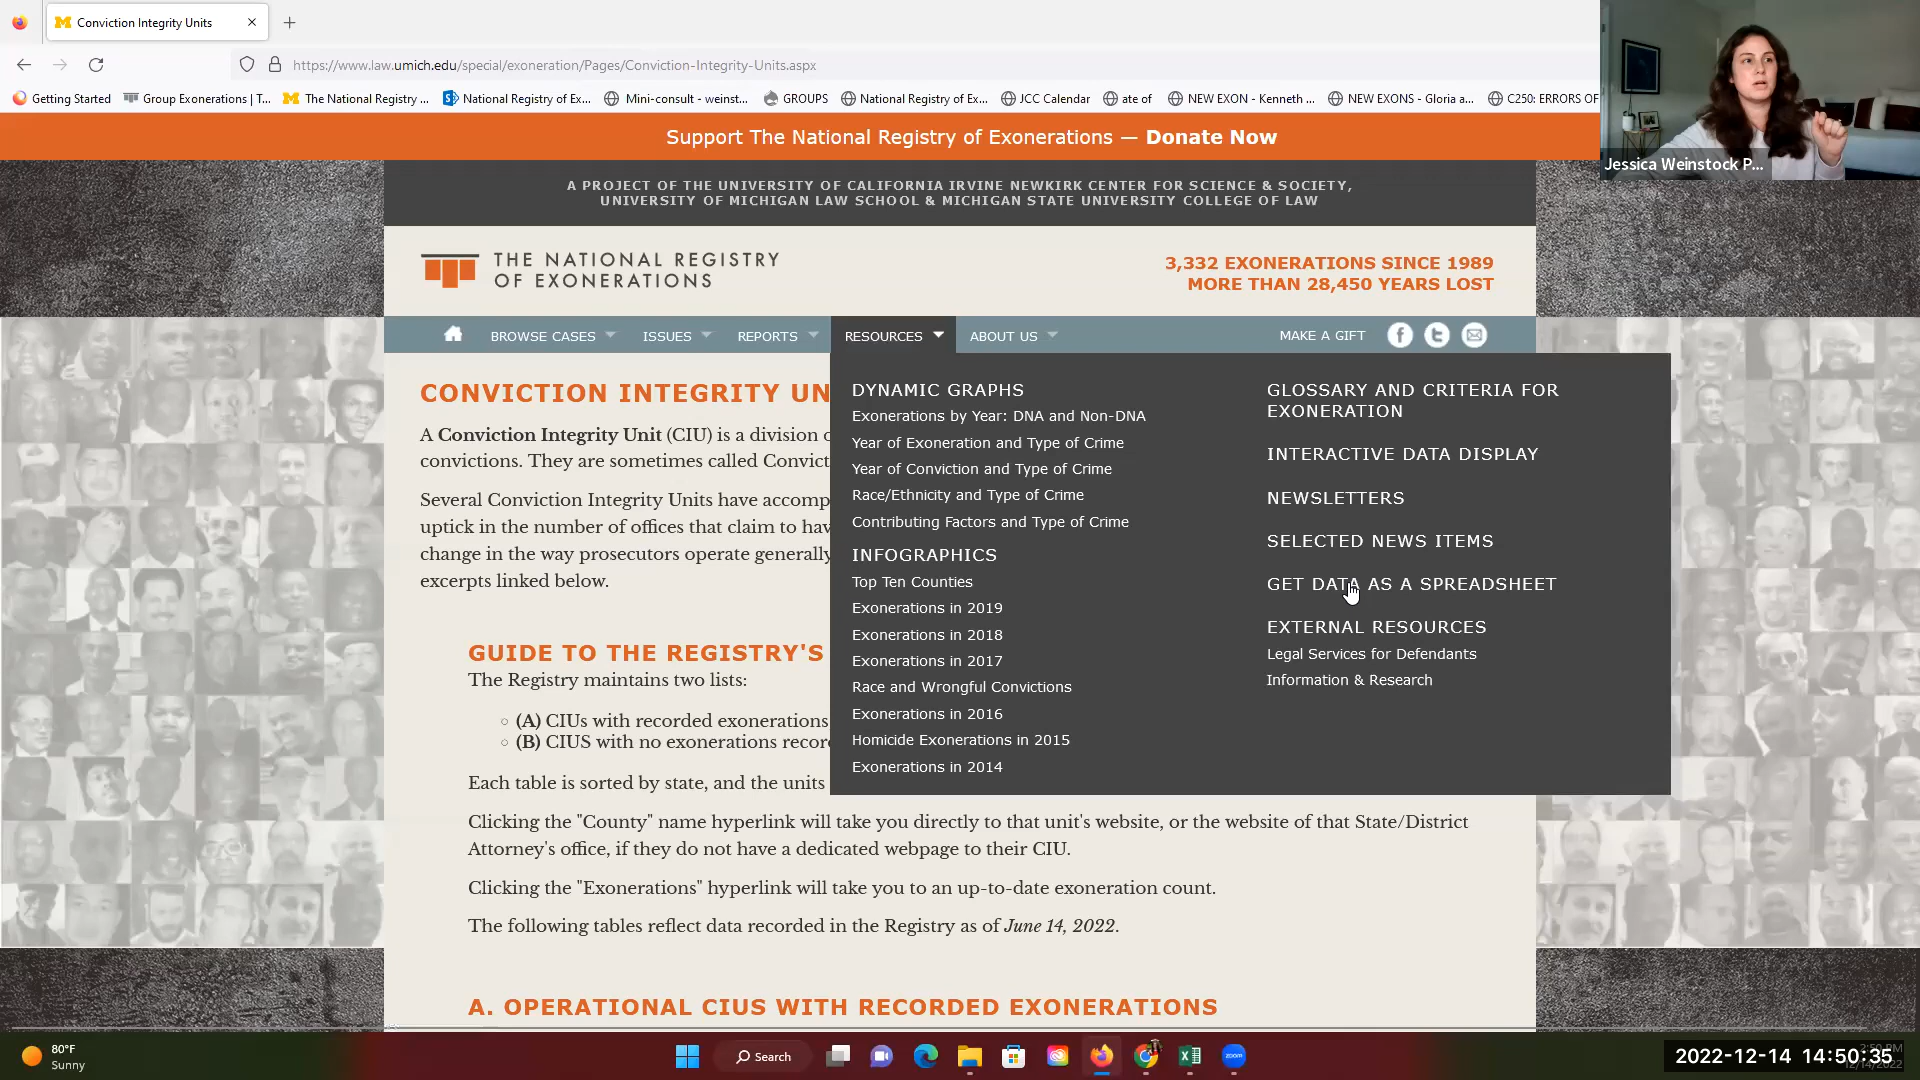 Conviction Integrity Units
https://www.law.umich.edu/special/exoneration/Pages/Conviction-Integrity-Units.aspx
Getting Started
Group Exonerations | T...
The National Registry ...
National Registry of Ex...
Mini-consult - weinst...
GROUPS
National Registry of Ex...
JCC Calendar
ate of
NEW EXON - Kenneth ...
NEW EXONS - Gloria a...
C250: ERRORS OF
Jessica Weinstock P...
Support The National Registry of Exonerations — Donate Now
A PROJECT OF THE UNIVERSITY OF CALIFORNIA IRVINE NEWKIRK CENTER FOR SCIENCE & SOCIETY,
UNIVERSITY OF MICHIGAN LAW SCHOOL & MICHIGAN STATE UNIVERSITY COLLEGE OF LAW
THE NATIONAL REGISTRY
OF EXONERATIONS
3,332 EXONERATIONS SINCE 1989
MORE THAN 28,450 YEARS LOST
BROWSE CASES
ISSUES
REPORTS
RESOURCES
ABOUT US
MAKE A GIFT
CONVICTION INTEGRITY UN
A Conviction Integrity Unit (CIU) is a division
convictions. They are sometimes called Convict
Several Conviction Integrity Units have accomp
uptick in the number of offices that claim to hav
change in the way prosecutors operate generally
excerpts linked below.
GUIDE TO THE REGISTRY'S
The Registry maintains two lists:
(A) CIUs with recorded exonerations
(B) CIUS with no exonerations recor
Each table is sorted by state, and the units
DYNAMIC GRAPHS
Exonerations by Year: DNA and Non-DNA
Year of Exoneration and Type of Crime
Year of Conviction and Type of Crime
Race/Ethnicity and Type of Crime
Contributing Factors and Type of Crime
INFOGRAPHICS
Top Ten Counties
Exonerations in 2019
Exonerations in 2018
Exonerations in 2017
Race and Wrongful Convictions
Exonerations in 2016
Homicide Exonerations in 2015
Exonerations in 2014
GLOSSARY AND CRITERIA FOR
EXONERATION
INTERACTIVE DATA DISPLAY
NEWSLETTERS
SELECTED NEWS ITEMS
GET DATA AS A SPREADSHEET
EXTERNAL RESOURCES
Legal Services for Defendants
Information & Research
Clicking the "County" name hyperlink will take you directly to that unit's website, or the website of that State/District
Attorney's office, if they do not have a dedicated webpage to their CIU.
Clicking the "Exonerations" hyperlink will take you to an up-to-date exoneration count.
The following tables reflect data recorded in the Registry as of June 14, 2022.
A. OPERATIONAL CIUS WITH RECORDED EXONERATIONS
80°F
Sunny
Search
zoom
2022-12-14 14:50:35